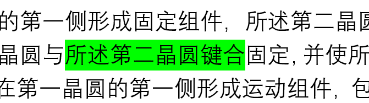 的第一侧形成固定组件，所述第二晶
晶圆与所述第二晶圆键合固定,并使所
在第一晶圆的第一侧形成运动组件，包